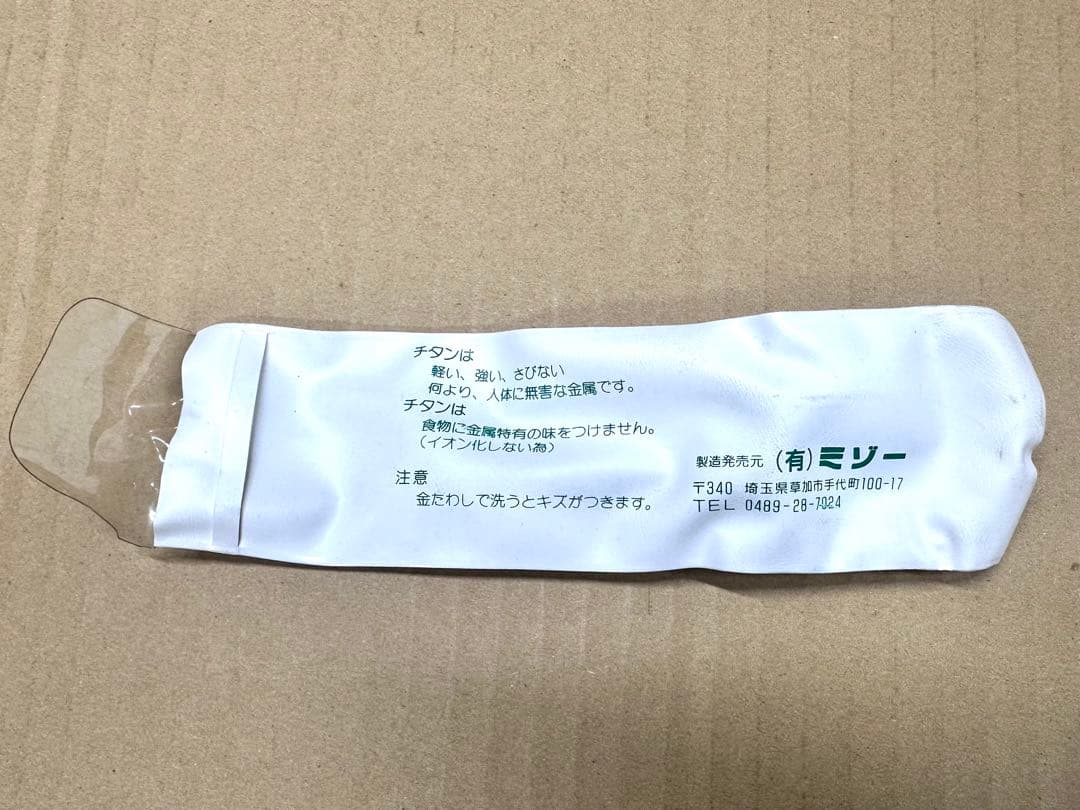 チタンは
軽い、強い、さびない
何より、人体に無害な金属です。
チタンは
食物に金属特有の味をつけません。
(イオン化しない為)
注意
金たわしで洗うとキズがつきます。
製造発売元 (有)ミゾー
〒340 埼玉県草加市手代町100-17
TEL 0489-28-7024